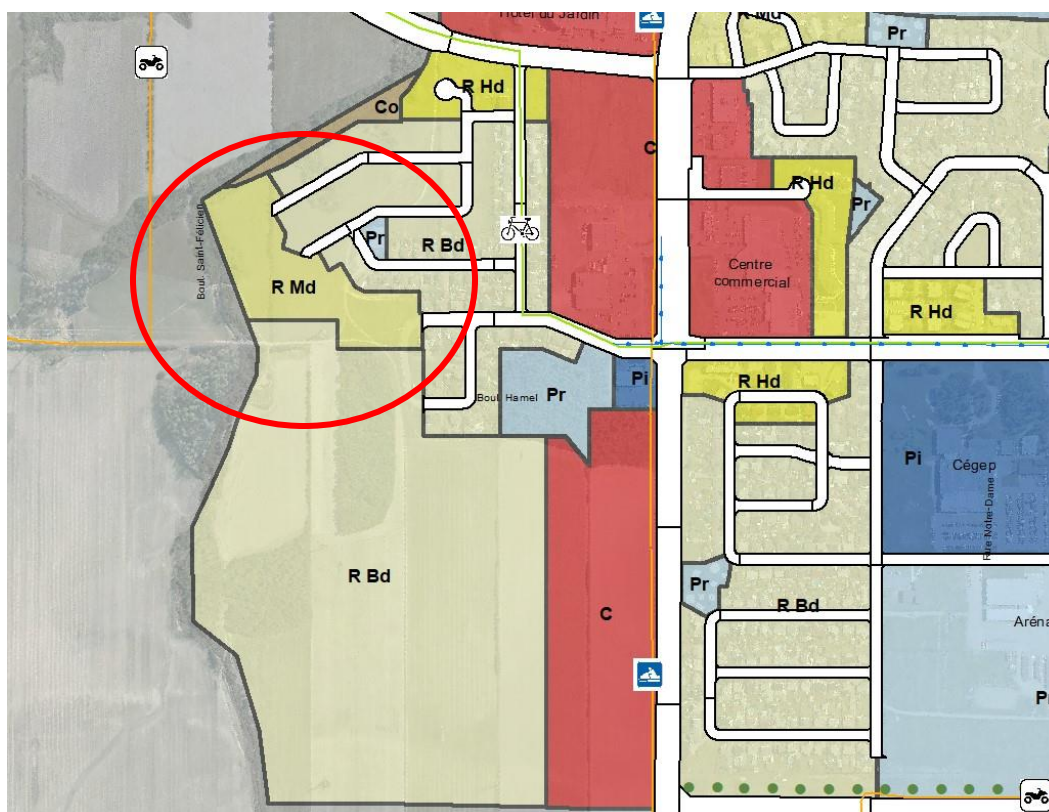 Hôtel du Jardin
R Md
Pr
R Hd
Co
C
R Hd
Pr
Boul. Saint-Félicien
Pr
R Bd
Centre
commercial
R Md
R Hd
Pi
R Hd
Boul. Hamel
Pr
Pi
Cégep
Rue Notre-Dame
R Bd
Pr
R Bd
C
Aréna
P